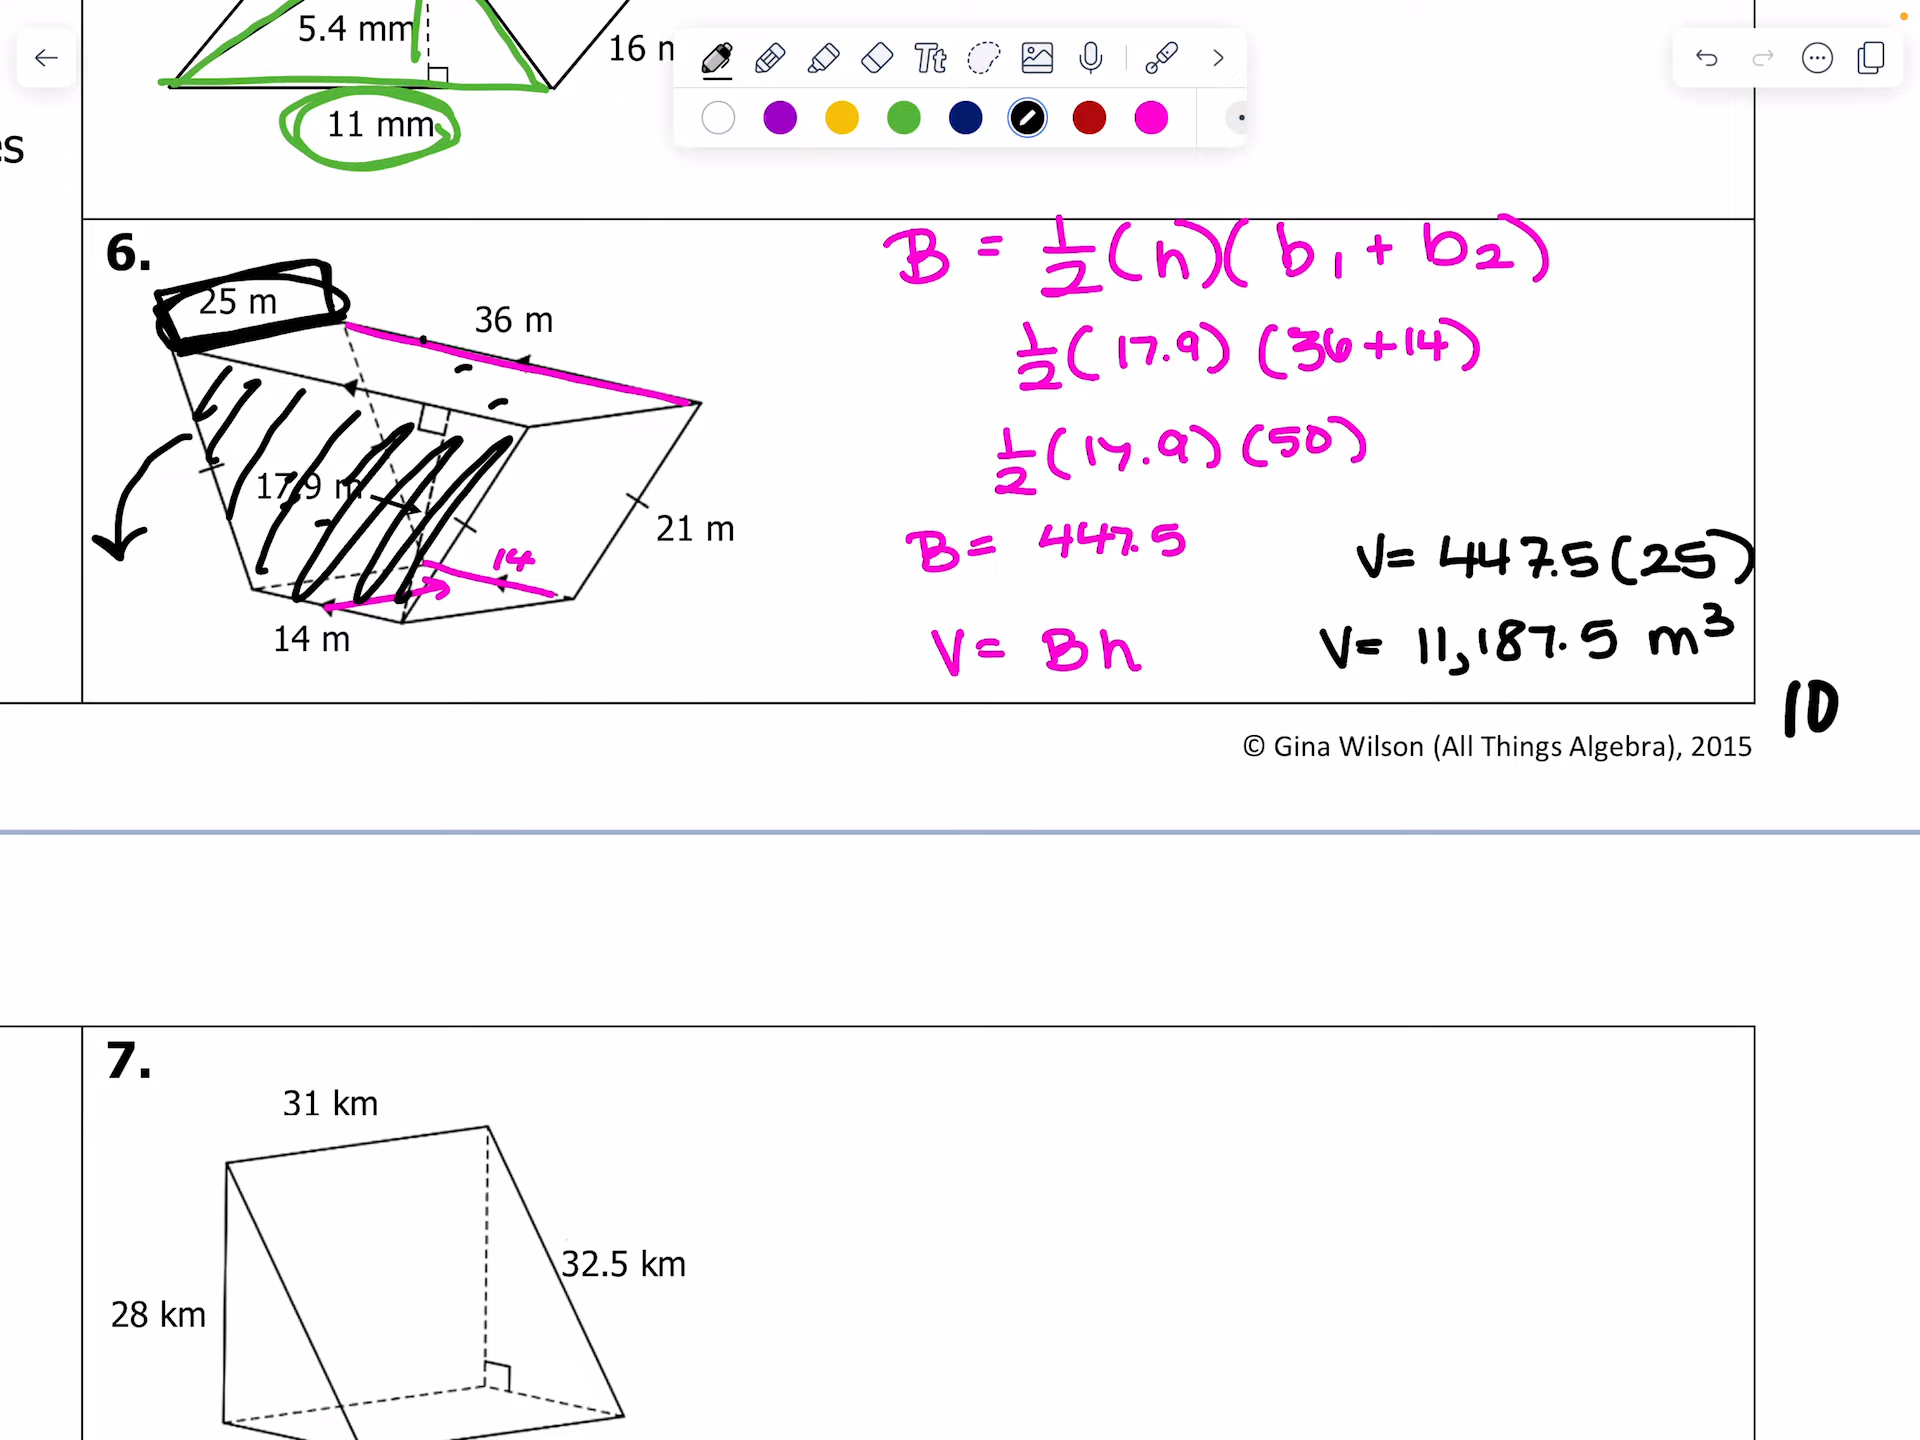 5.4 mm
16 m
Tt
11 mm
es
6.
B = 1/2 (h)(b₁ + b₂)
25 m
36 m
1/2 (17.9) (36+14)
1/2 (17.9) (50)
17.9 m
21 m
14
B = 447.5
V= 447.5(25)
14 m
V= Bh
V= 11,187.5 m³
10
© Gina Wilson (All Things Algebra), 2015
7.
31 km
32.5 km
28 km